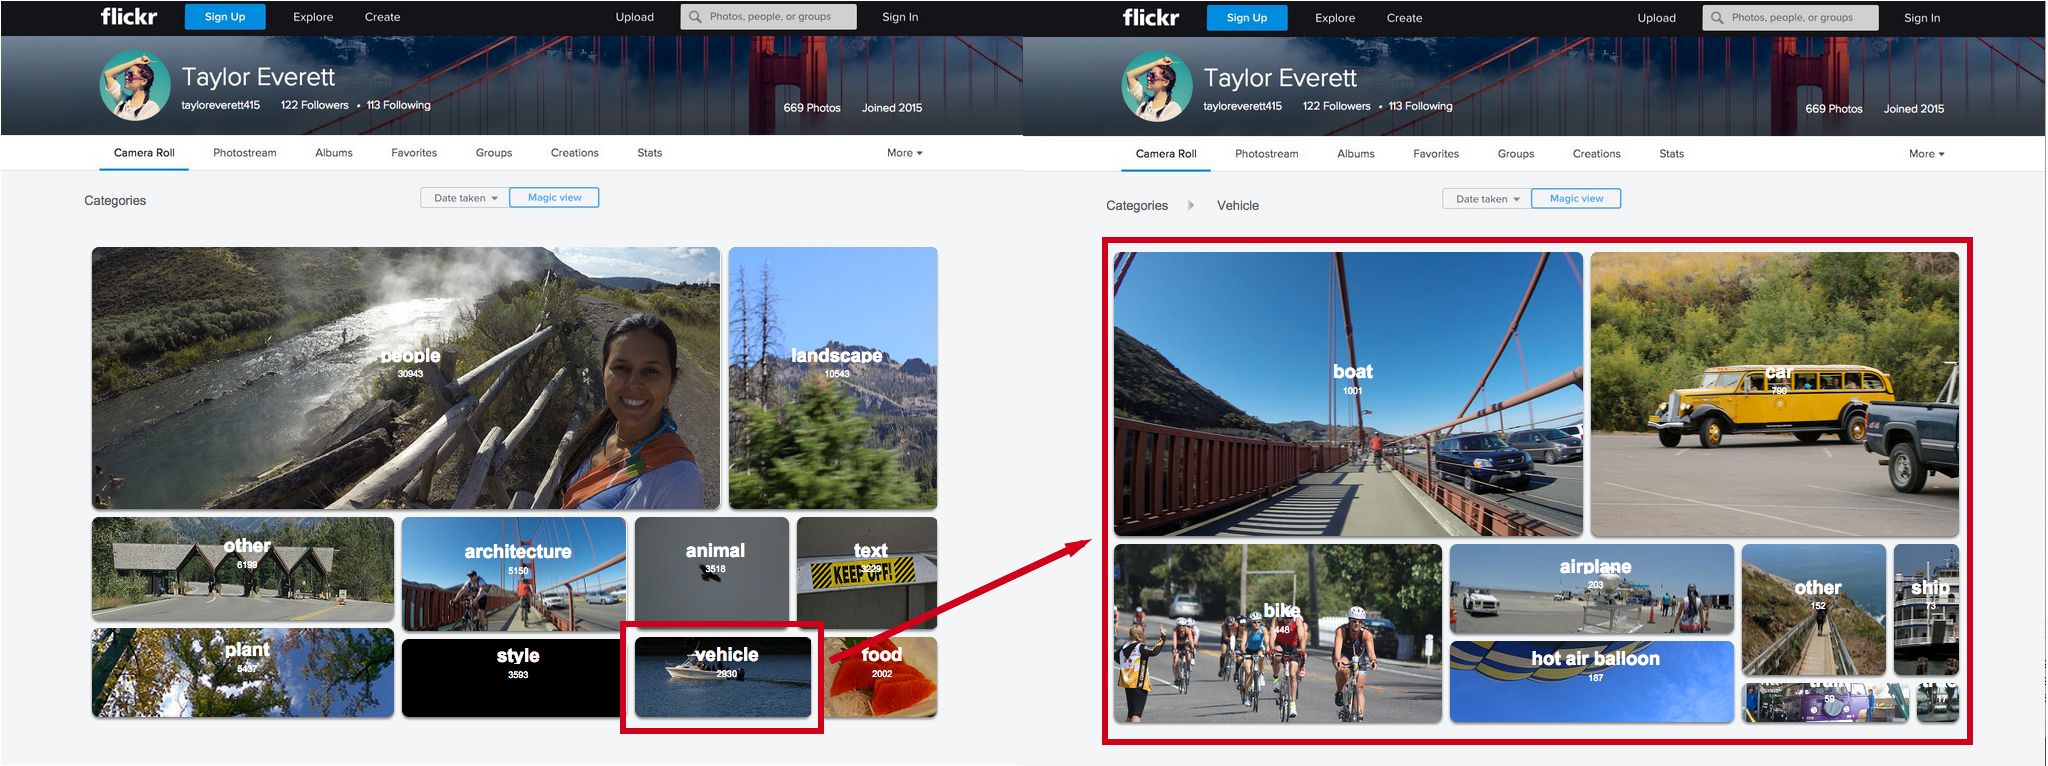 flickr Sign Up Explore Create Upload Photos, people, or groups Sign In
Taylor Everett
tayloreverett415 122 Followers • 113 Following 669 Photos Joined 2015
Camera Roll Photostream Albums Favorites Groups Creations Stats More
Categories Date taken Magic view
people
30943
landscape
10543
other
6199
architecture
5150
animal
3518
text
3229
KEEP OFF!
plant
5437
style
3593
vehicle
2930
food
2002
flickr Sign Up Explore Create Upload Photos, people, or groups Sign In
Taylor Everett
tayloreverett415 122 Followers • 113 Following 669 Photos Joined 2015
Camera Roll Photostream Albums Favorites Groups Creations Stats More
Categories Vehicle Date taken Magic view
boat
1001
car
790
bike
448
airplane
203
other
152
ship
73
hot air balloon
187
59